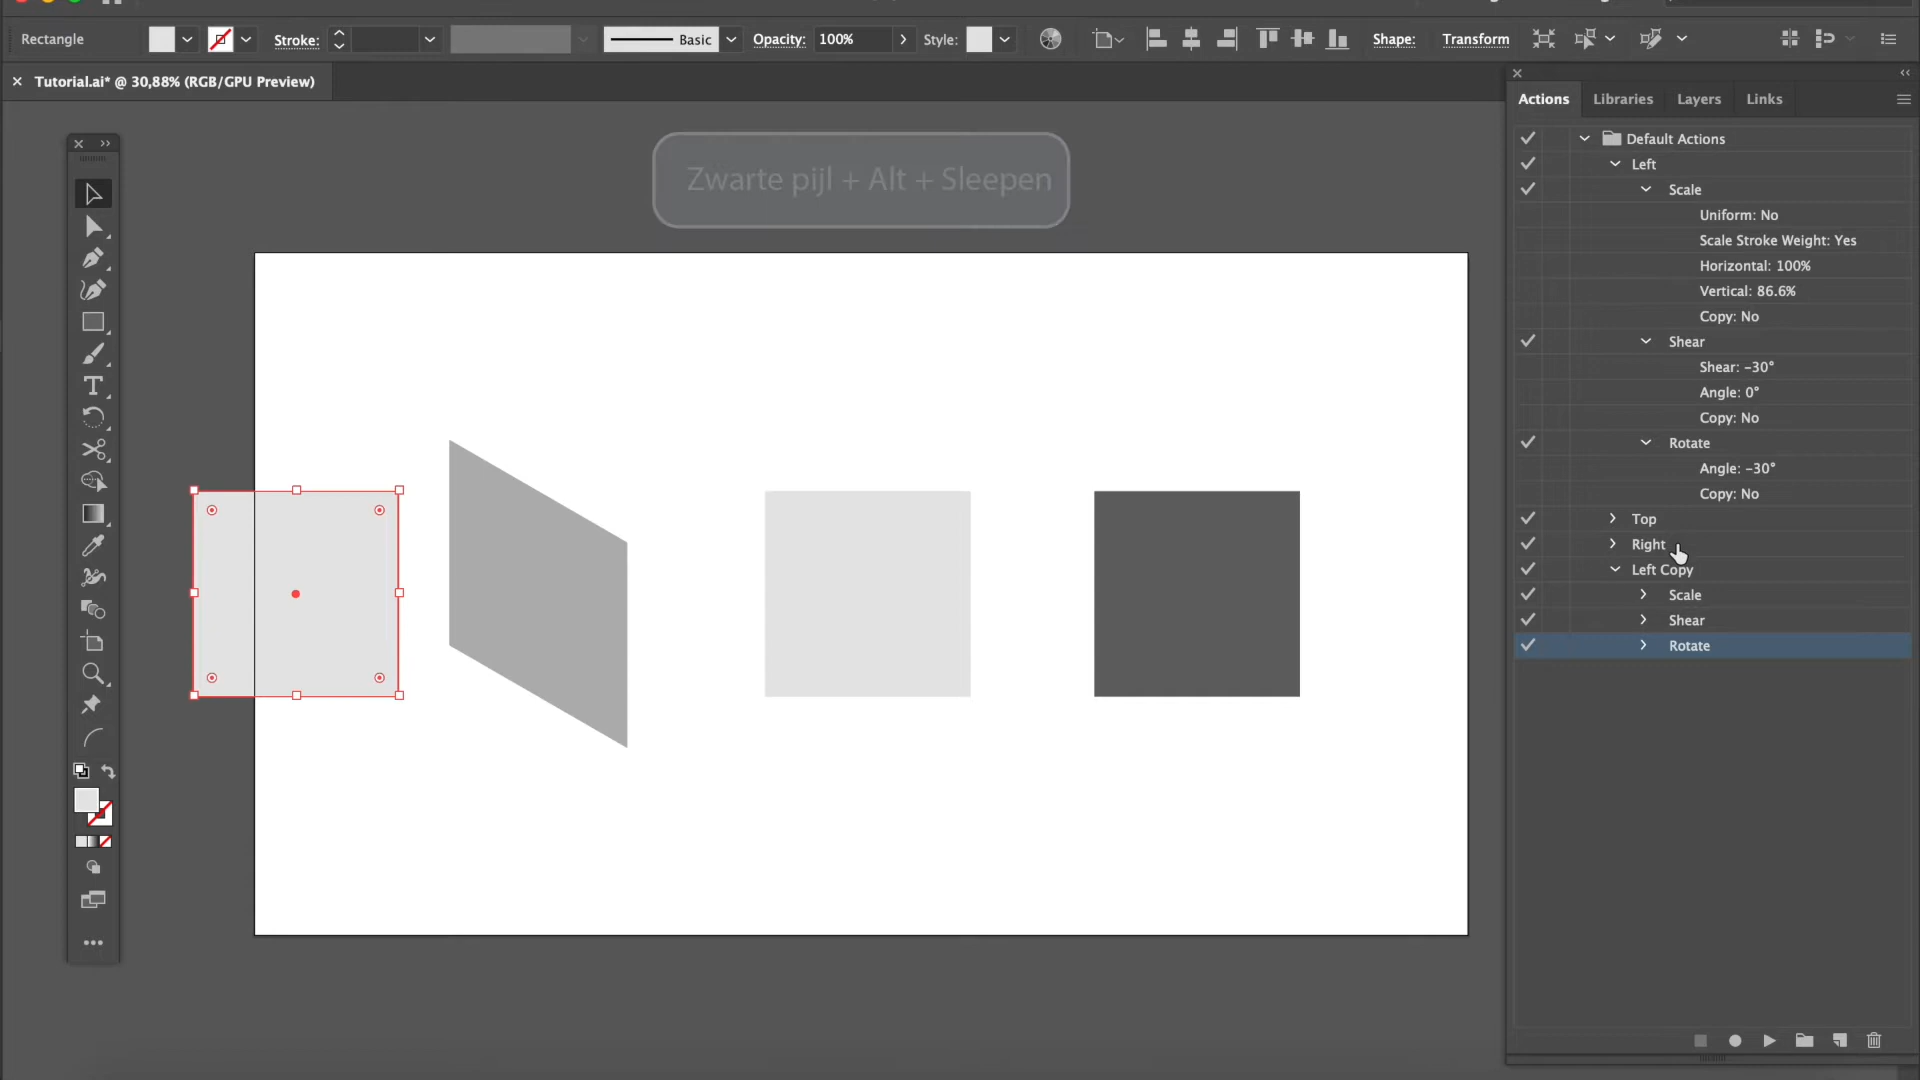 Rectangle
Stroke:
Basic
Opacity:
100%
Style:
Shape:
Transform
Tutorial.ai* @ 30,88% (RGB/GPU Preview)
Actions
Libraries
Layers
Links
Zwarte pijl + Alt + Sleepen
Default Actions
Left
Scale
Uniform: No
Scale Stroke Weight: Yes
Horizontal: 100%
Vertical: 86.6%
Copy: No
Shear
Shear: -30°
Angle: 0°
Copy: No
Rotate
Angle: -30°
Copy: No
Top
Right
Left Copy
Scale
Shear
Rotate